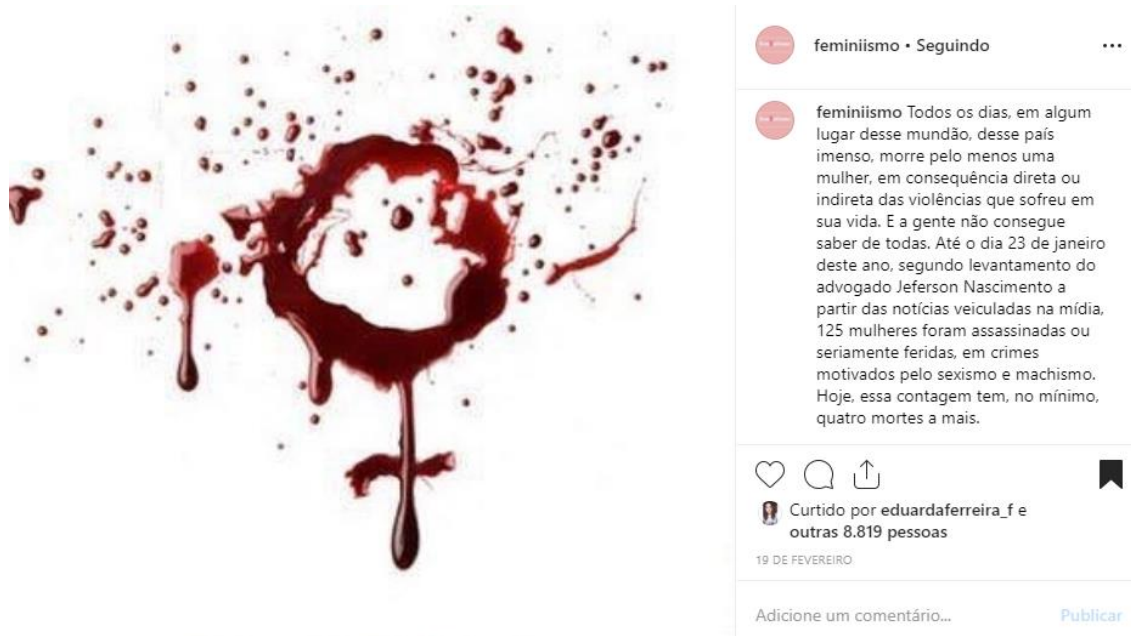 feminiismo • Seguindo
feminiismo Todos os dias, em algum
lugar desse mundão, desse país
imenso, morre pelo menos uma
mulher, em consequência direta ou
indireta das violências que sofreu em
sua vida. E a gente não consegue
saber de todas. Até o dia 23 de janeiro
deste ano, segundo levantamento do
advogado Jeferson Nascimento a
partir das notícias veiculadas na mídia,
125 mulheres foram assassinadas ou
seriamente feridas, em crimes
motivados pelo sexismo e machismo.
Hoje, essa contagem tem, no mínimo,
quatro mortes a mais.
Curtido por eduardaferreira_f e
outras 8.819 pessoas
19 DE FEVEREIRO
Adicione um comentário...
Publicar